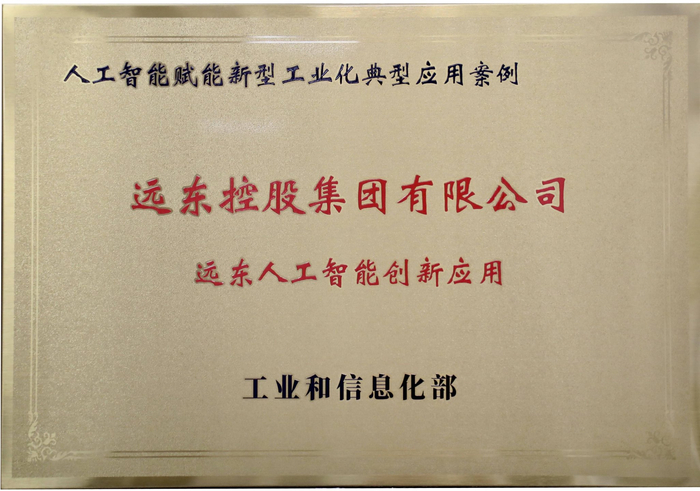 人工智能赋能新型工业化典型应用案例
远东控股集团有限公司
远东人工智能创新应用
工业和信息化部